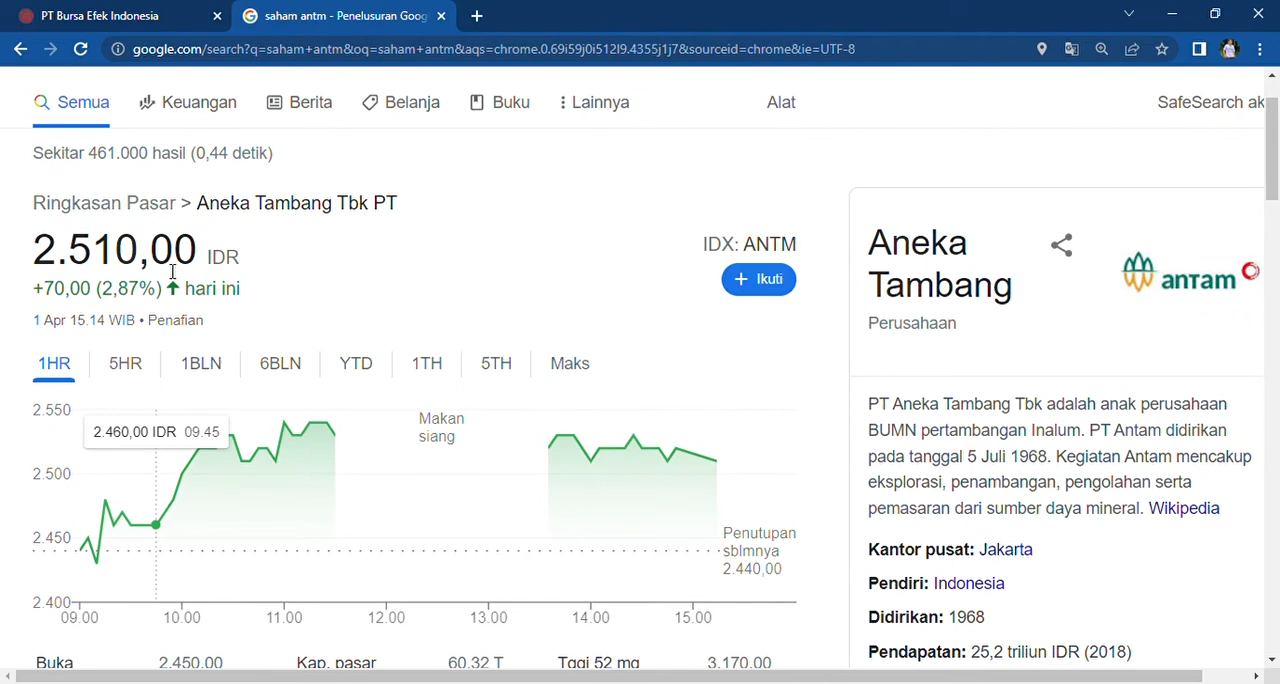 PT Bursa Efek Indonesia
saham antm - Penelusuran Goog
google.com/search?q=saham+antm&oq=saham+antm&aqs=chrome.0.69i59j0i512l9.4355j1j7&sourceid=chrome&ie=UTF-8
Semua
Keuangan
Berita
Belanja
Buku
Lainnya
Alat
SafeSearch ak
Sekitar 461.000 hasil (0,44 detik)
Ringkasan Pasar > Aneka Tambang Tbk PT
2.510,00 IDR
+70,00 (2,87%) hari ini
1 Apr 15.14 WIB • Penafian
IDX: ANTM
+ Ikuti
1HR
5HR
1BLN
6BLN
YTD
1TH
5TH
Maks
2.550
2.500
2.450
2.400
2.460,00 IDR 09.45
Makan
siang
Penutupan
sblmnya
2.440,00
09.00
10.00
11.00
12.00
13.00
14.00
15.00
Buka 2.450,00
Kap. pasar 60,32 T
Tggi 52 mg 3.170,00
Aneka
Tambang
Perusahaan
antam
PT Aneka Tambang Tbk adalah anak perusahaan
BUMN pertambangan Inalum. PT Antam didirikan
pada tanggal 5 Juli 1968. Kegiatan Antam mencakup
eksplorasi, penambangan, pengolahan serta
pemasaran dari sumber daya mineral. Wikipedia
Kantor pusat: Jakarta
Pendiri: Indonesia
Didirikan: 1968
Pendapatan: 25,2 triliun IDR (2018)